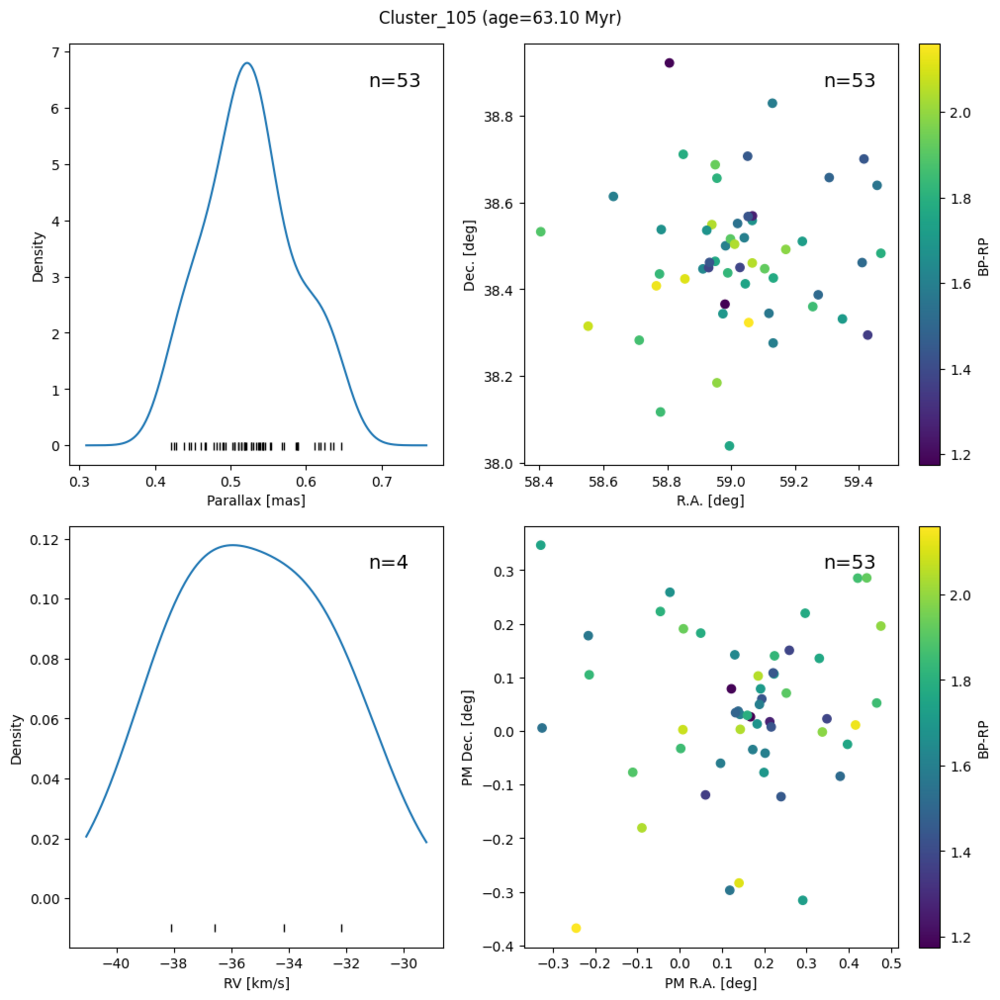 Cluster_105 (age=63.10 Myr)
n=53
7
6
5
4
3
2
1
0
Density
0.3 0.4 0.5 0.6 0.7
Parallax [mas]
n=53
38.8
38.6
38.4
38.2
38.0
Dec. [deg]
58.4 58.6 58.8 59.0 59.2 59.4
R.A. [deg]
2.0
1.8
1.6
1.4
1.2
BP-RP
n=4
0.12
0.10
0.08
0.06
0.04
0.02
0.00
Density
−40 −38 −36 −34 −32 −30
RV [km/s]
n=53
0.3
0.2
0.1
0.0
−0.1
−0.2
−0.3
−0.4
PM Dec. [deg]
−0.3 −0.2 −0.1 0.0 0.1 0.2 0.3 0.4 0.5
PM R.A. [deg]
2.0
1.8
1.6
1.4
1.2
BP-RP